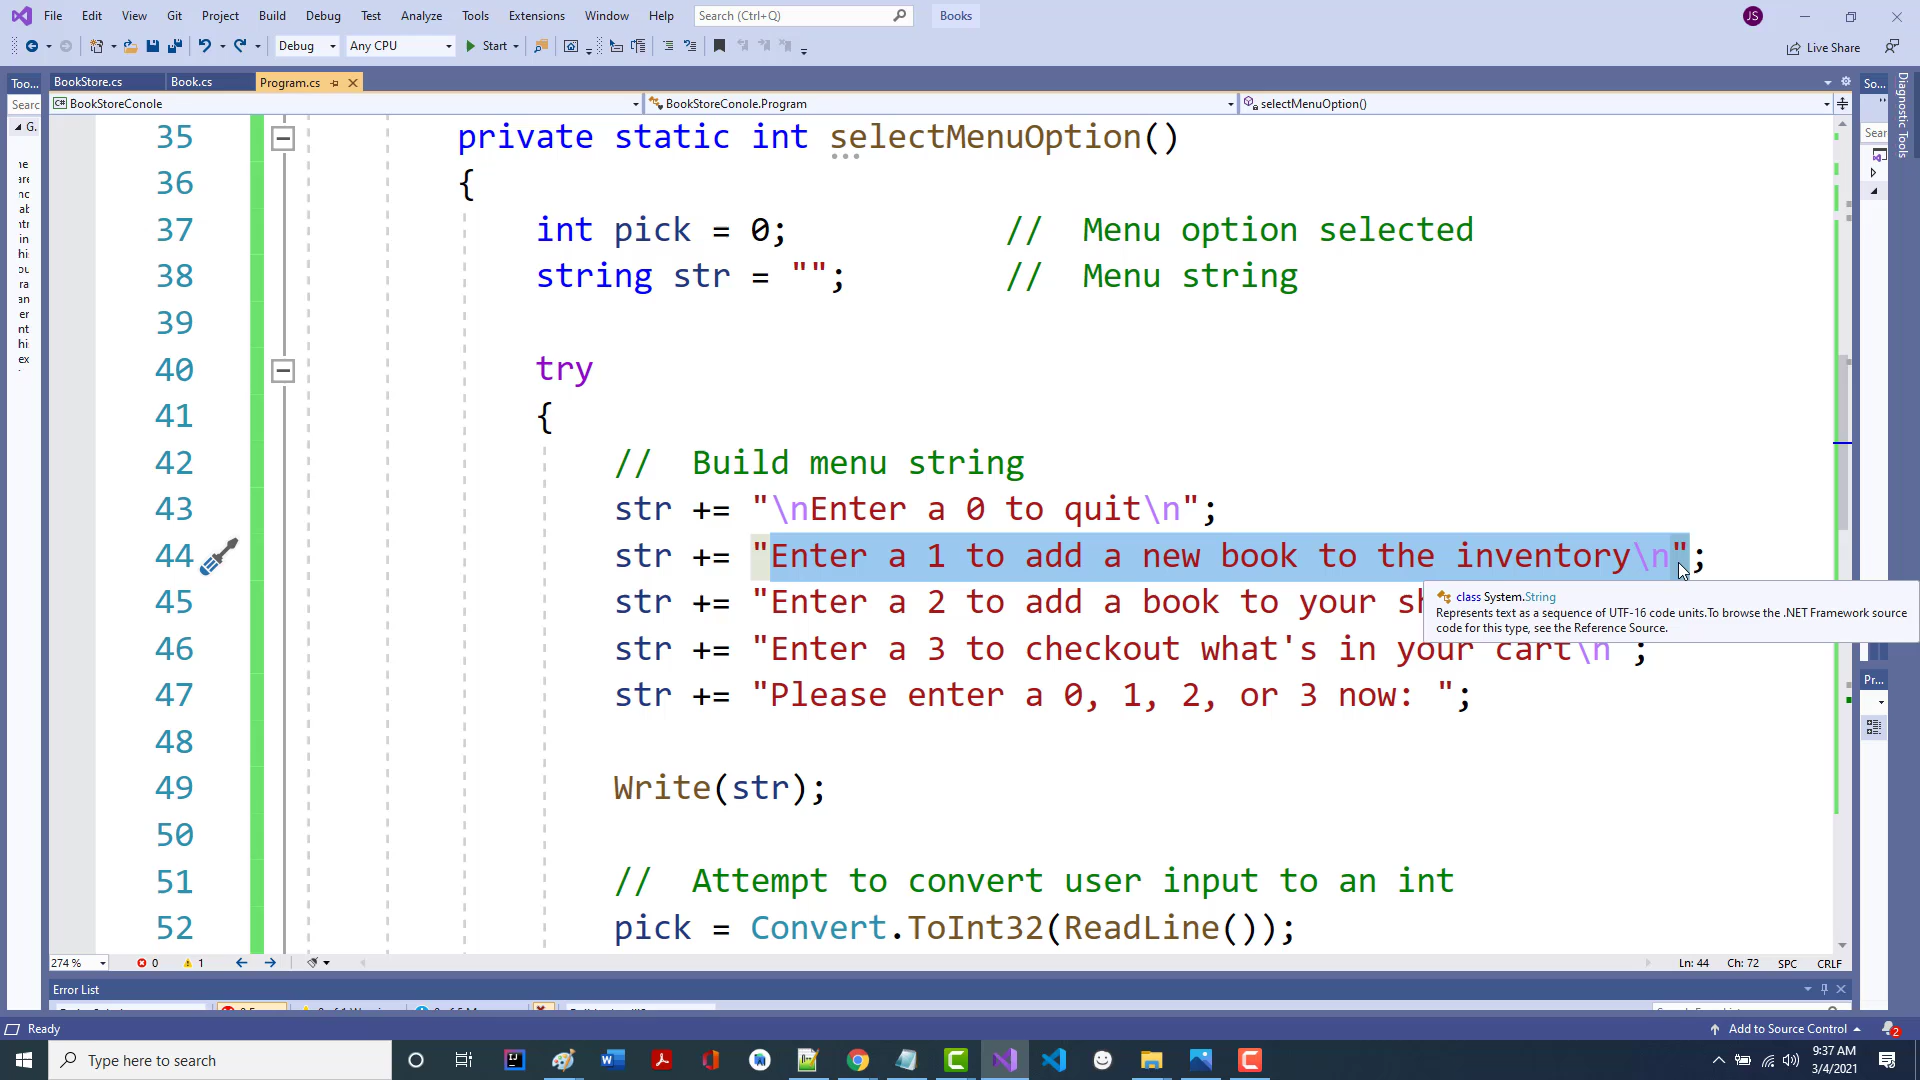 File Edit View Git Project Build Debug Test Analyze Tools Extensions Window Help Search (Ctrl+Q) Books JS
Debug Any CPU Start Live Share
Too... BookStore.cs Book.cs Program.cs So...
Searc BookStoreConole BookStoreConole.Program selectMenuOption()
G. Sear
Diagnostic Tools
35 private static int selectMenuOption()
36 {
37 int pick = 0; // Menu option selected
38 string str = ""; // Menu string
39
40 try
41 {
42 // Build menu string
43 str += "\nEnter a 0 to quit\n";
44 str += "Enter a 1 to add a new book to the inventory\n";
45 str += "Enter a 2 to add a book to your sh
class System.String
Represents text as a sequence of UTF-16 code units.To browse the .NET Framework source
code for this type, see the Reference Source.
46 str += "Enter a 3 to checkout what's in your cart\n ;
47 str += "Please enter a 0, 1, 2, or 3 now: ";
Pr...
48
49 Write(str);
50
51 // Attempt to convert user input to an int
52 pick = Convert.ToInt32(ReadLine());
274 % 0 1 Ln: 44 Ch: 72 SPC CRLF
Error List
Ready Add to Source Control 2
Type here to search
9:37 AM
3/4/2021